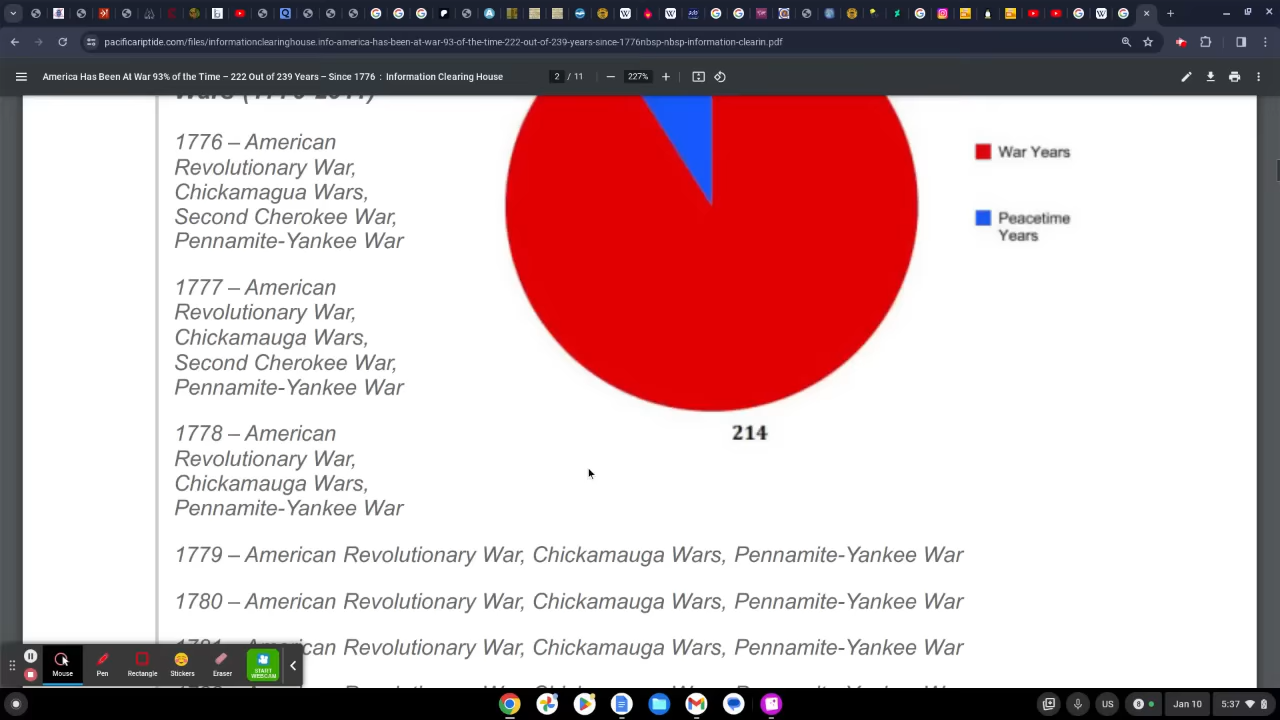 pacificariptide.com/files/informationclearinghouse.info-america-has-been-at-war-93-of-the-time-222-out-of-239-years-since-1776nbsp-nbsp-information-clearin.pdf
America Has Been At War 93% of the Time – 222 Out of 239 Years – Since 1776 : Information Clearing House
2 / 11
227%
1776 – American
Revolutionary War,
Chickamagua Wars,
Second Cherokee War,
Pennamite-Yankee War
War Years
Peacetime
Years
1777 – American
Revolutionary War,
Chickamauga Wars,
Second Cherokee War,
Pennamite-Yankee War
214
1778 – American
Revolutionary War,
Chickamauga Wars,
Pennamite-Yankee War
1779 – American Revolutionary War, Chickamauga Wars, Pennamite-Yankee War
1780 – American Revolutionary War, Chickamauga Wars, Pennamite-Yankee War
1781 – American Revolutionary War, Chickamauga Wars, Pennamite-Yankee War
Mouse
Pen
Rectangle
Stickers
Eraser
START
WEBCAM
US
8
Jan 10
5:37